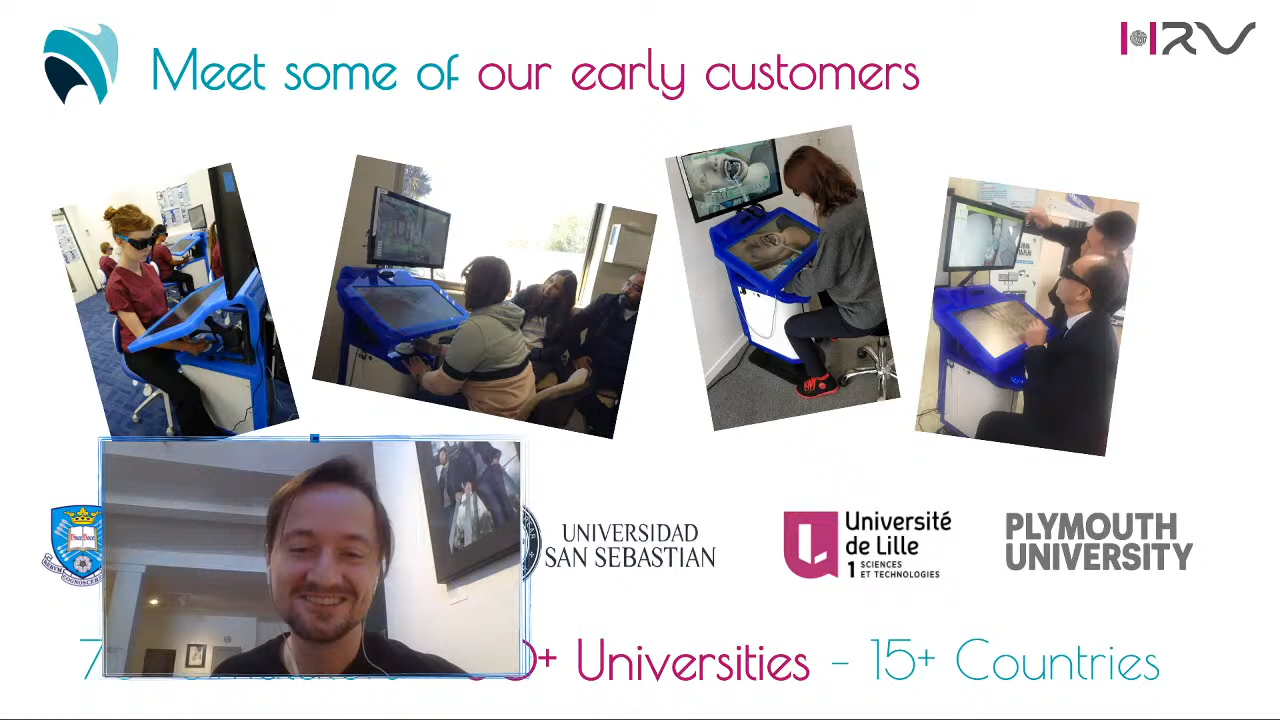 Meet some of our early customers
HRV
UNIVERSIDAD
SAN SEBASTIAN
Université
de Lille
1 SCIENCES
ET TECHNOLOGIES
PLYMOUTH
UNIVERSITY
Universities - 15+ Countries